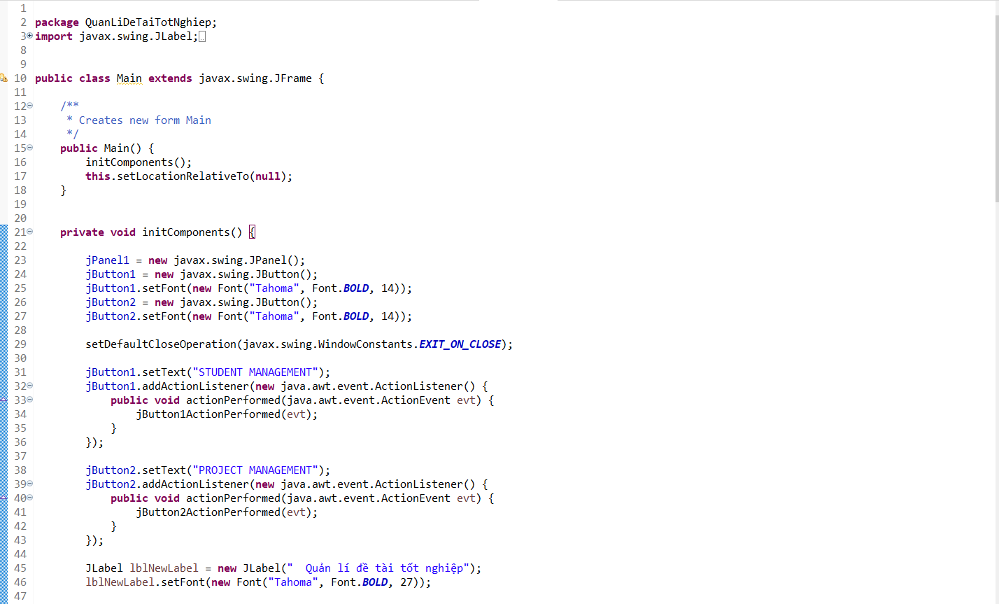 1
2 package QuanLiDeTaiTotNghiep;
3 import javax.swing.JLabel;
8
9
10 public class Main extends javax.swing.JFrame {
11
12     /**
13      * Creates new form Main
14      */
15     public Main() {
16         initComponents();
17         this.setLocationRelativeTo(null);
18     }
19
20
21     private void initComponents() {
22
23         jPanel1 = new javax.swing.JPanel();
24         jButton1 = new javax.swing.JButton();
25         jButton1.setFont(new Font("Tahoma", Font.BOLD, 14));
26         jButton2 = new javax.swing.JButton();
27         jButton2.setFont(new Font("Tahoma", Font.BOLD, 14));
28
29         setDefaultCloseOperation(javax.swing.WindowConstants.EXIT_ON_CLOSE);
30
31         jButton1.setText("STUDENT MANAGEMENT");
32         jButton1.addActionListener(new java.awt.event.ActionListener() {
33             public void actionPerformed(java.awt.event.ActionEvent evt) {
34                 jButton1ActionPerformed(evt);
35             }
36         });
37
38         jButton2.setText("PROJECT MANAGEMENT");
39         jButton2.addActionListener(new java.awt.event.ActionListener() {
40             public void actionPerformed(java.awt.event.ActionEvent evt) {
41                 jButton2ActionPerformed(evt);
42             }
43         });
44
45         JLabel lblNewLabel = new JLabel("  Quản lí đề tài tốt nghiệp");
46         lblNewLabel.setFont(new Font("Tahoma", Font.BOLD, 27));
47